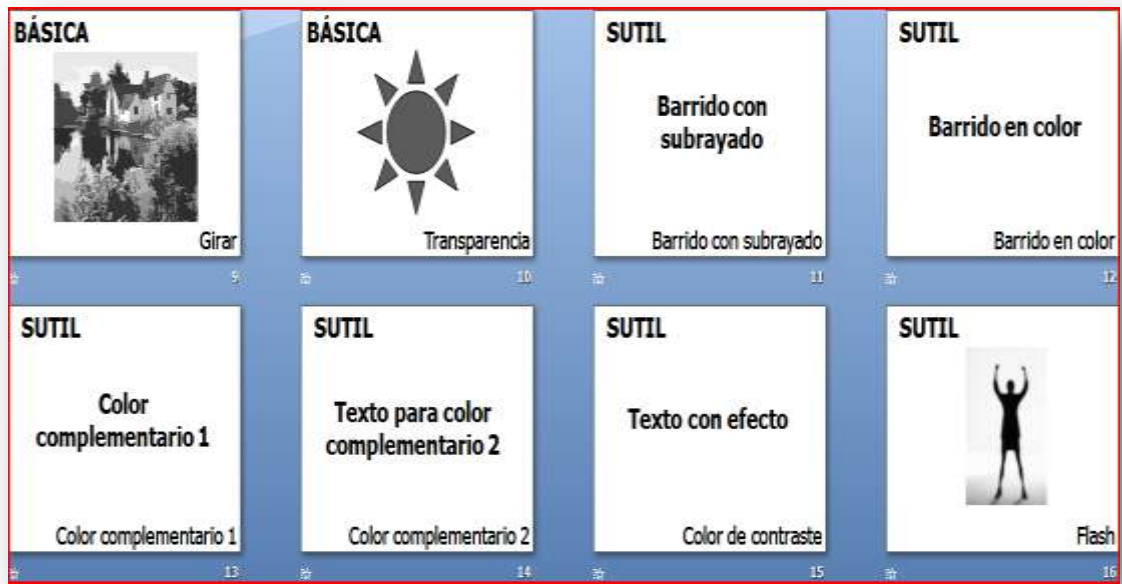 BÁSICA
Girar
9
BÁSICA
Transparencia
10
SUTIL
Barrido con
subrayado
Barrido con subrayado
11
SUTIL
Barrido en color
Barrido en color
12
SUTIL
Color
complementario 1
Color complementario 1
13
SUTIL
Texto para color
complementario 2
Color complementario 2
14
SUTIL
Texto con efecto
Color de contraste
15
SUTIL
Flash
16